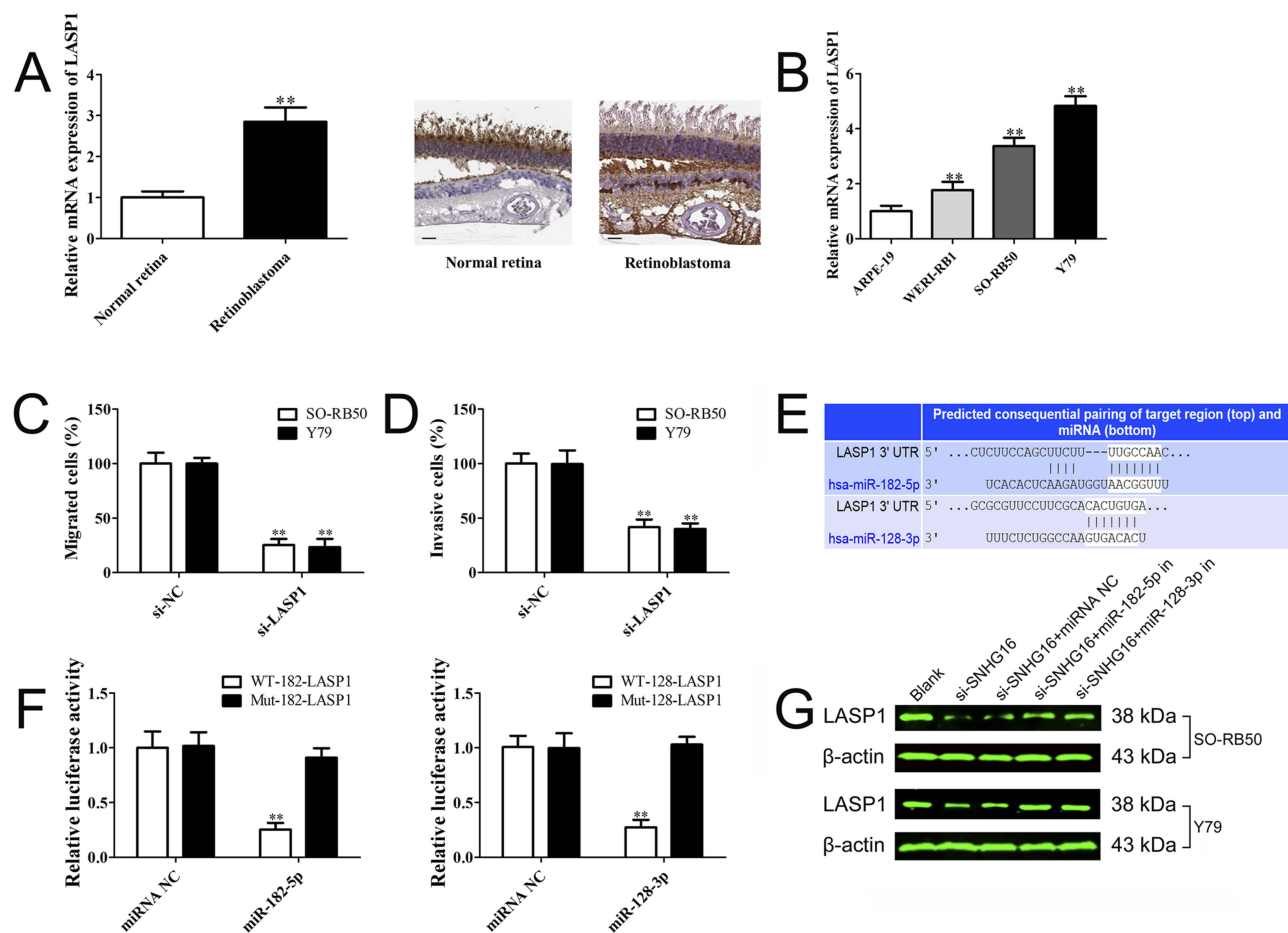 A
Relative mRNA expression of LASP1
4
3
2
1
0
**
Normal retina
Retinoblastoma
Normal retina
Retinoblastoma
B
Relative mRNA expression of LASP1
8
6
4
2
0
**
**
**
ARPE-19
WERI-RB1
SO-RB50
Y79
C
Migrated cells (%)
150
100
50
0
SO-RB50
Y79
**
**
si-NC
si-LASP1
D
Invasive cells (%)
150
100
50
0
SO-RB50
Y79
**
**
si-NC
si-LASP1
E
Predicted consequential pairing of target region (top) and
miRNA (bottom)
LASP1 3' UTR 5' ...CUCUUCCAGCUUCUU---UUGCCAAC...
|||| |||||||
hsa-miR-182-5p 3' UCACACUCAAGAUGGUAACGGUUU
LASP1 3' UTR 5' ...GCGCGUUCCUUCGCACACUGUGA...
|||||||
hsa-miR-128-3p 3' UUUCUCUGGCCAAGUGACACU
F
Relative luciferase activity
1.5
1.0
0.5
0.0
WT-182-LASP1
Mut-182-LASP1
**
miRNA NC
miR-182-5p
Relative luciferase activity
1.5
1.0
0.5
0.0
WT-128-LASP1
Mut-128-LASP1
**
miRNA NC
miR-128-3p
G
Blank
si-SNHG16
si-SNHG16+miRNA NC
si-SNHG16+miR-182-5p in
si-SNHG16+miR-128-3p in
LASP1 38 kDa
β-actin 43 kDa
SO-RB50
LASP1 38 kDa
β-actin 43 kDa
Y79